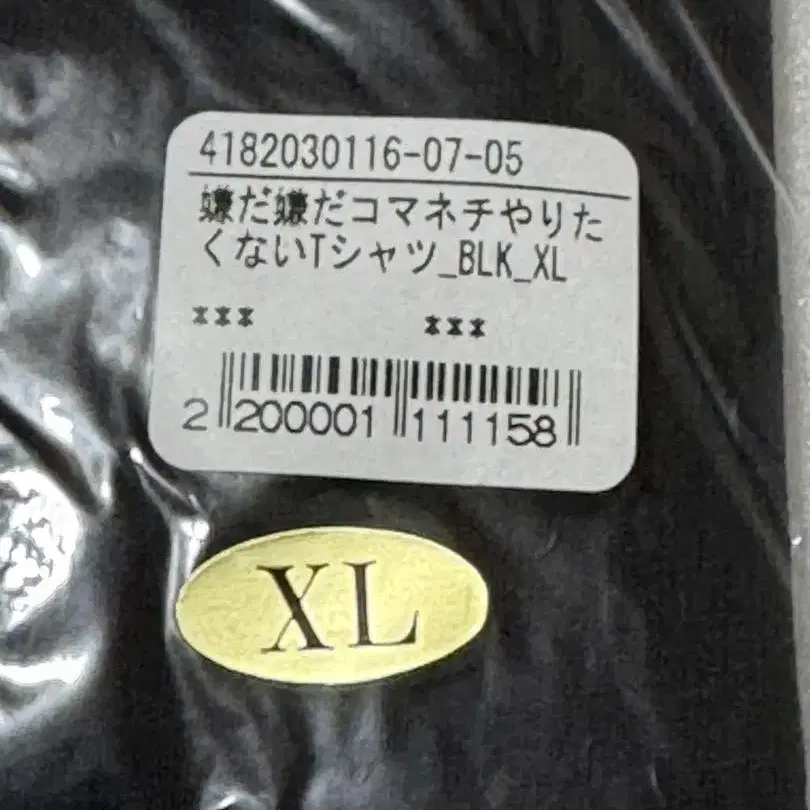 4182030116-07-05
嫌だ嫌だコマネチやりた
くないTシャツ_BLK_XL
*** ***
2 200001 111158
XL